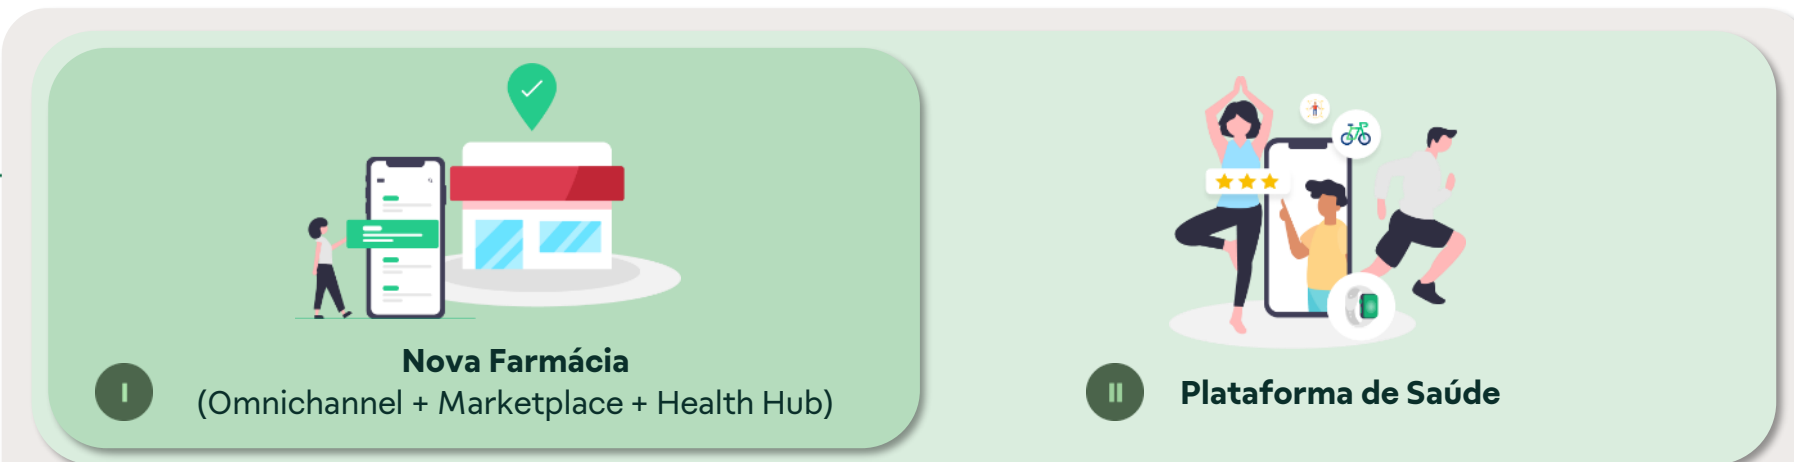 Nova Farmácia
(Omnichannel + Marketplace + Health Hub)
I
II
Plataforma de Saúde